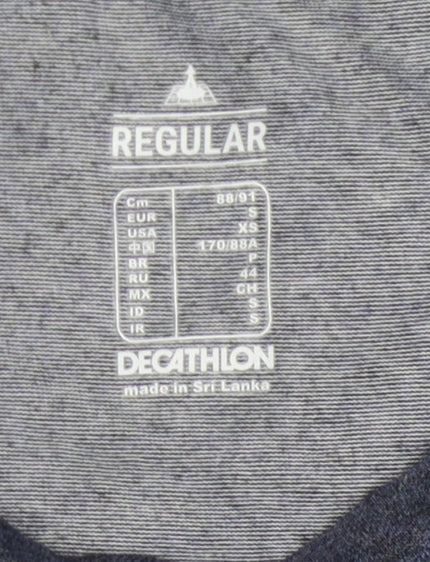 REGULAR
Cm 88/91
EUR S
USA XS
中国 170/88A
BR P
RU 44
MX CH
ID S
IR S
DECATHLON
made in Sri Lanka